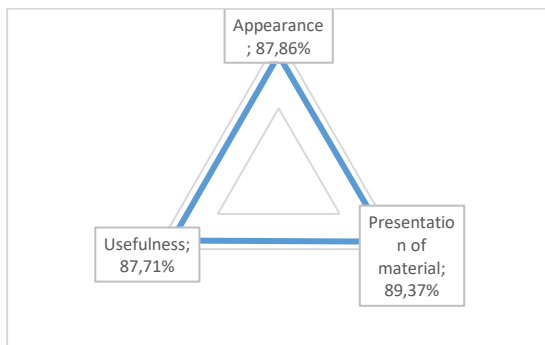 Appearance
; 87,86%
Usefulness;
87,71%
Presentatio
n of
material;
89,37%